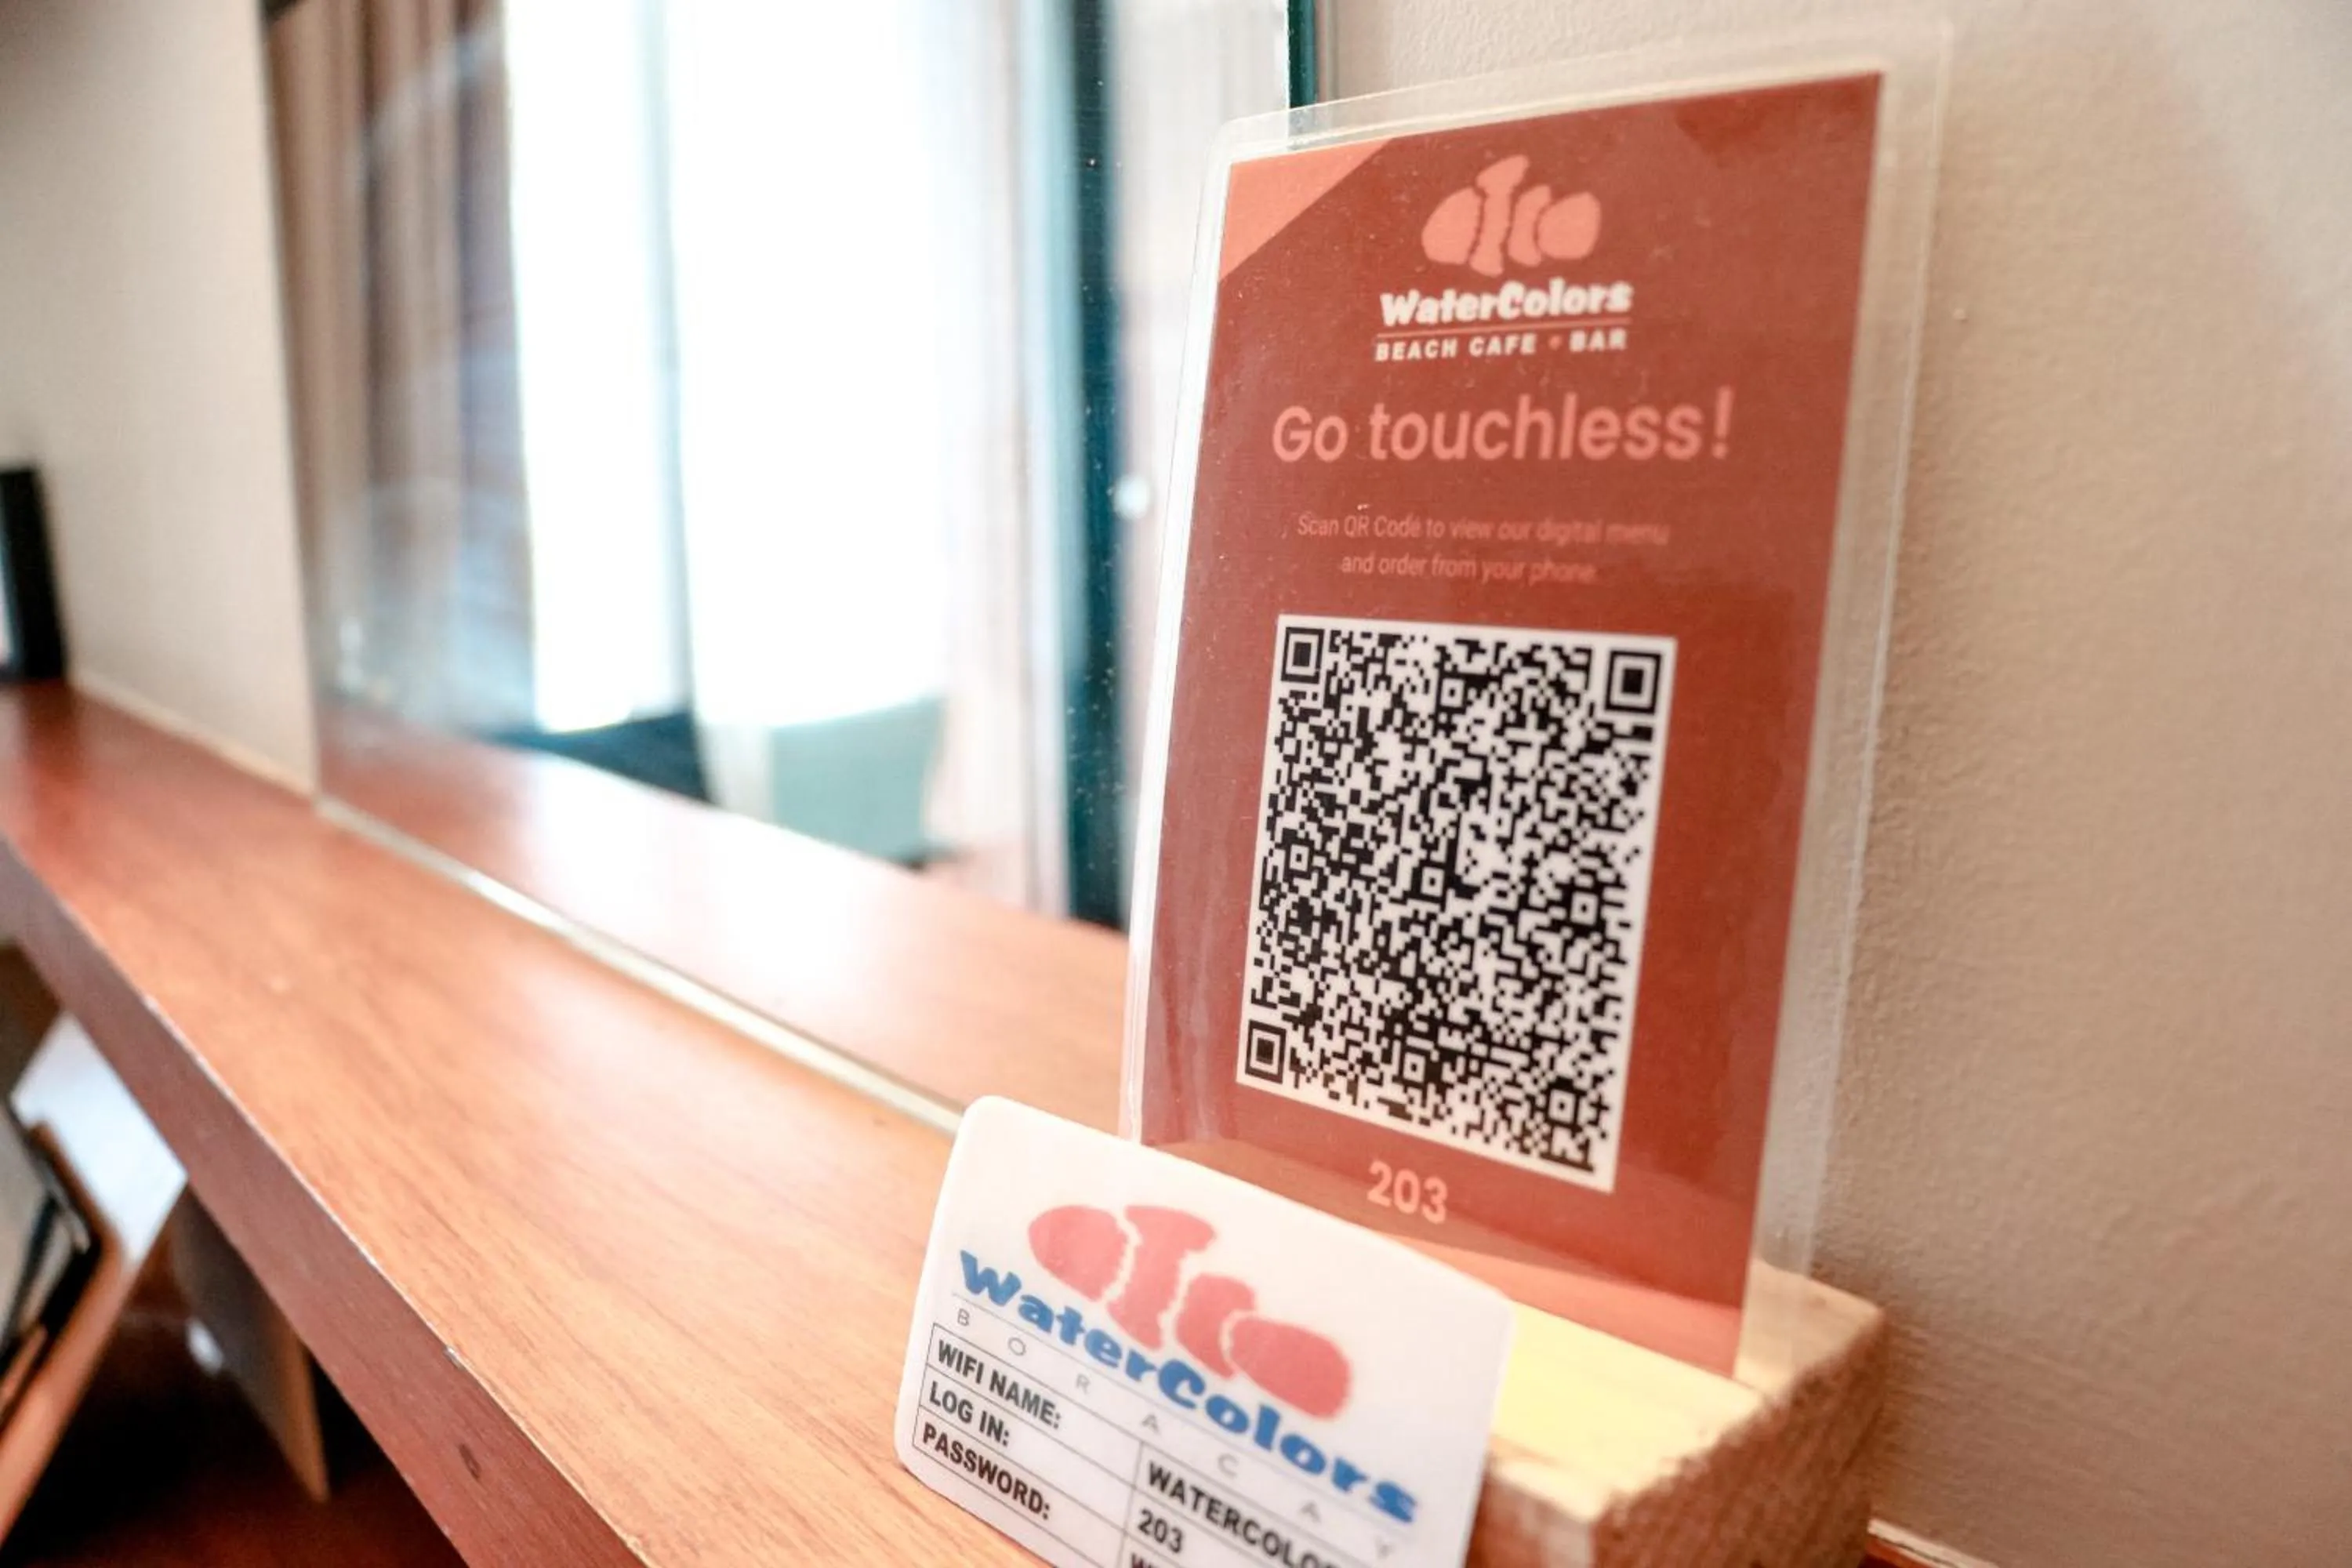 WaterColors
BEACH CAFE • BAR
Go touchless!
Scan QR Code to view our digital menu
and order from your phone.
203
WaterColors
BORACAY
WIFI NAME:
WATERCOLO
LOG IN:
203
PASSWORD: